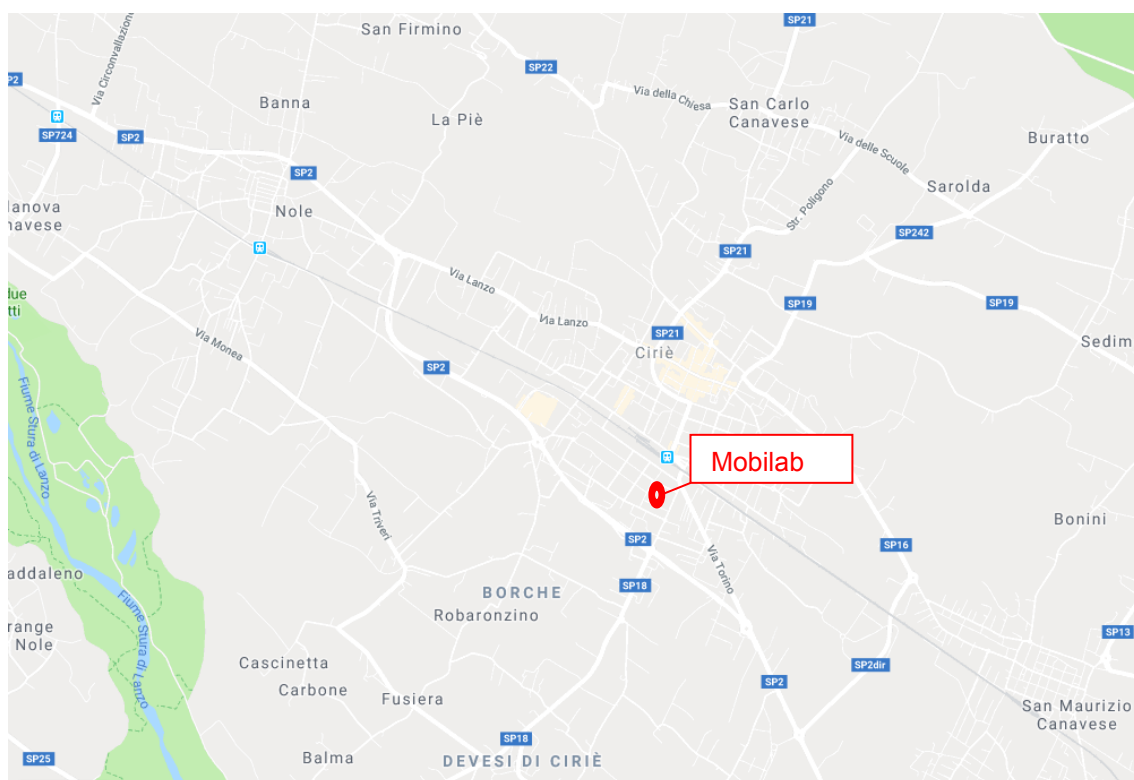 SP21
San Firmino
SP22
SP2
Via Circonvallazione
Via della Chiesa
Banna
San Carlo
Canavese
La Piè
SP724
SP2
Via delle Scuole
Buratto
SP2
Sarolda
Str. Poligono
Nole
SP242
SP21
Via Lanzo
SP19
SP19
Via Lanzo
SP21
Via Monea
Ciriè
Sedim
SP2
Fiume Stura di Lanzo
Mobilab
Via Triveri
Bonini
SP2
SP16
Via Torino
addaleno
SP18
BORCHE
Robaronzino
Fiume Stura di Lanzo
range
Nole
SP13
Cascinetta
SP2dir
Carbone
SP2
Fusiera
San Maurizio
Canavese
SP18
SP25
Balma
DEVESI DI CIRIÈ